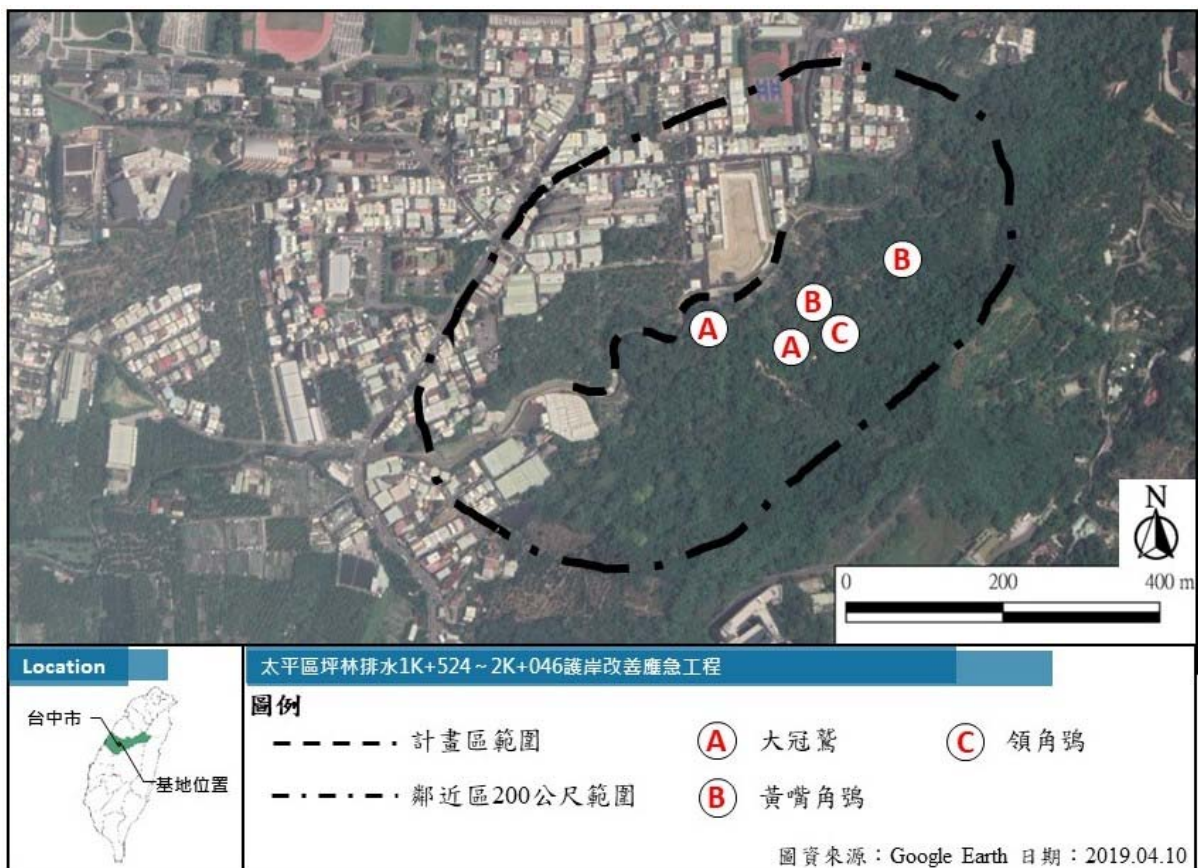 B
B
A
C
A
N
0 200 400 m
Location
太平區坪林排水1K+524～2K+046護岸改善應急工程
台中市
基地位置
圖例
計畫區範圍
A 大冠鷲
C 領角鴞
鄰近區200公尺範圍
B 黃嘴角鴞
圖資來源：Google Earth 日期：2019.04.10